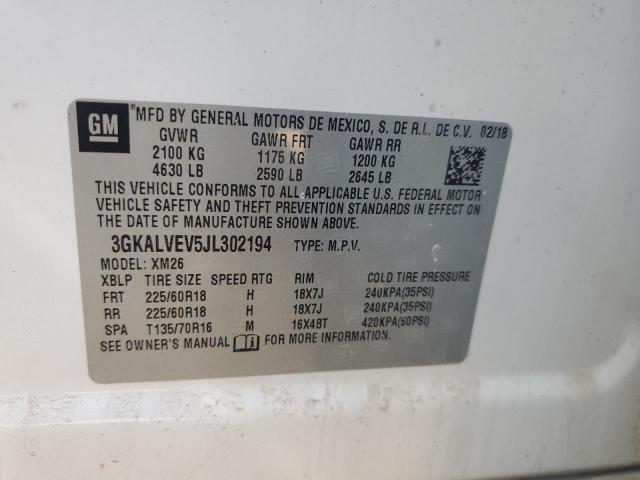 GM
®MFD BY GENERAL MOTORS DE MEXICO, S. DE R.L. DE C.V. 02/18
GVWR GAWR FRT GAWR RR
2100 KG 1175 KG 1200 KG
4630 LB 2590 LB 2645 LB
THIS VEHICLE CONFORMS TO ALL APPLICABLE U.S. FEDERAL MOTOR
VEHICLE SAFETY AND THEFT PREVENTION STANDARDS IN EFFECT ON
THE DATE OF MANUFACTURE SHOWN ABOVE.
3GKALVEV5JL302194 TYPE: M.P.V.
MODEL: XM26
XBLP TIRE SIZE SPEED RTG RIM COLD TIRE PRESSURE
FRT 225/60R18 H 18X7J 240KPA(35PSI)
RR 225/60R18 H 18X7J 240KPA(35PSI)
SPA T135/70R16 M 16X4BT 420KPA(60PSI)
SEE OWNER'S MANUAL FOR MORE INFORMATION.